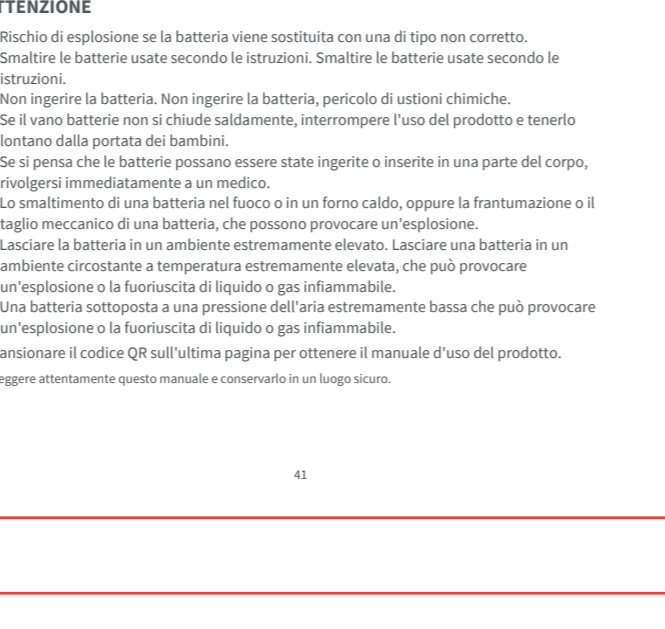 TTENZIONE
Rischio di esplosione se la batteria viene sostituita con una di tipo non corretto.
Smaltire le batterie usate secondo le istruzioni. Smaltire le batterie usate secondo le
istruzioni.
Non ingerire la batteria. Non ingerire la batteria, pericolo di ustioni chimiche.
Se il vano batterie non si chiude saldamente, interrompere l'uso del prodotto e tenerlo
lontano dalla portata dei bambini.
Se si pensa che le batterie possano essere state ingerite o inserite in una parte del corpo,
rivolgersi immediatamente a un medico.
Lo smaltimento di una batteria nel fuoco o in un forno caldo, oppure la frantumazione o il
taglio meccanico di una batteria, che possono provocare un'esplosione.
Lasciare la batteria in un ambiente estremamente elevato. Lasciare una batteria in un
ambiente circostante a temperatura estremamente elevata, che può provocare
un'esplosione o la fuoriuscita di liquido o gas infiammabile.
Una batteria sottoposta a una pressione dell'aria estremamente bassa che può provocare
un'esplosione o la fuoriuscita di liquido o gas infiammabile.
ansionare il codice QR sull'ultima pagina per ottenere il manuale d'uso del prodotto.
eggere attentamente questo manuale e conservarlo in un luogo sicuro.
41